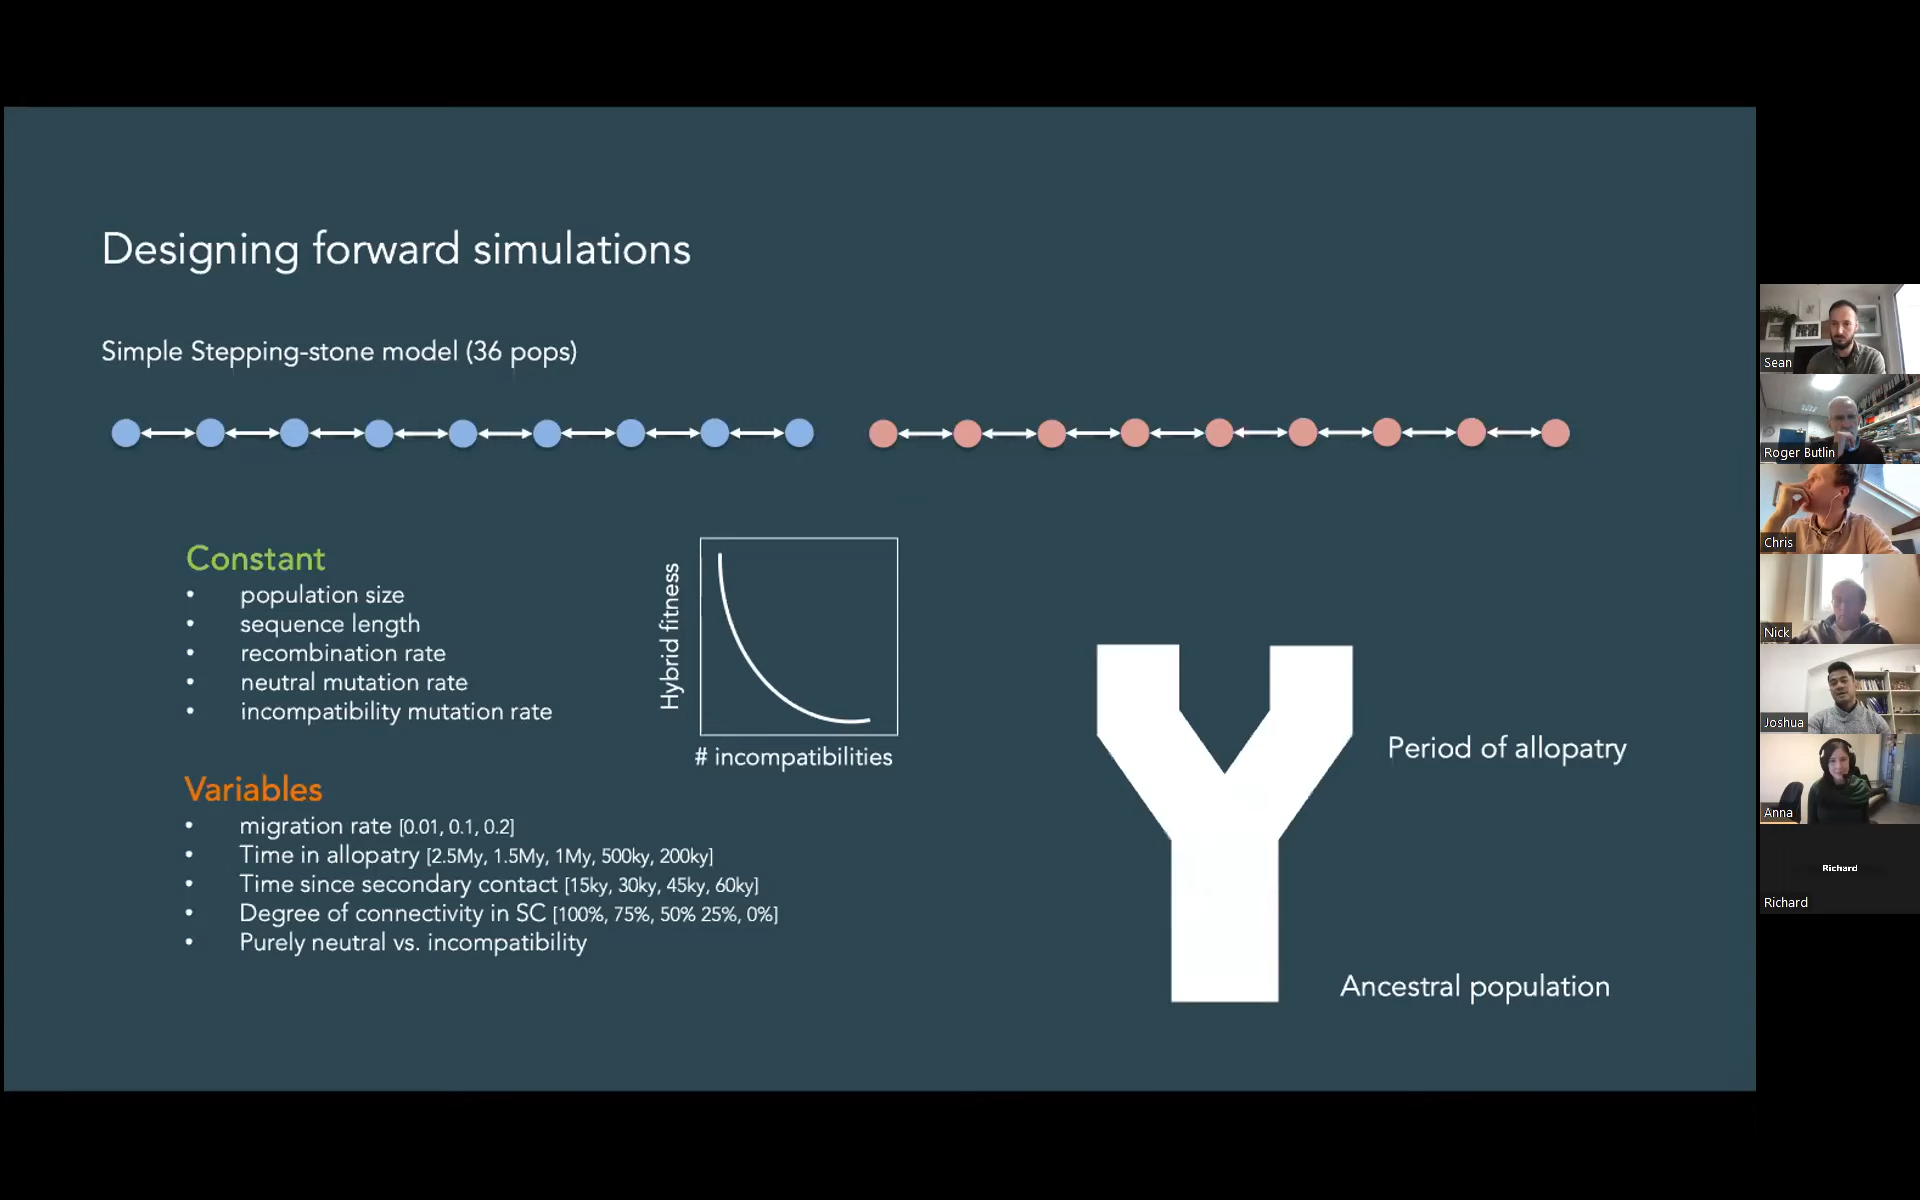 Designing forward simulations
Simple Stepping-stone model (36 pops)
Constant
• population size
• sequence length
• recombination rate
• neutral mutation rate
• incompatibility mutation rate
Hybrid fitness
# incompatibilities
Variables
• migration rate [0.01, 0.1, 0.2]
• Time in allopatry [2.5My, 1.5My, 1My, 500ky, 200ky]
• Time since secondary contact [15ky, 30ky, 45ky, 60ky]
• Degree of connectivity in SC [100%, 75%, 50% 25%, 0%]
• Purely neutral vs. incompatibility
Period of allopatry
Ancestral population
Sean
Roger Butlin
Chris
Nick
Joshua
Anna
Richard
Richard